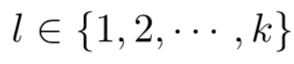 l ∈ {1, 2, ⋯ , k}